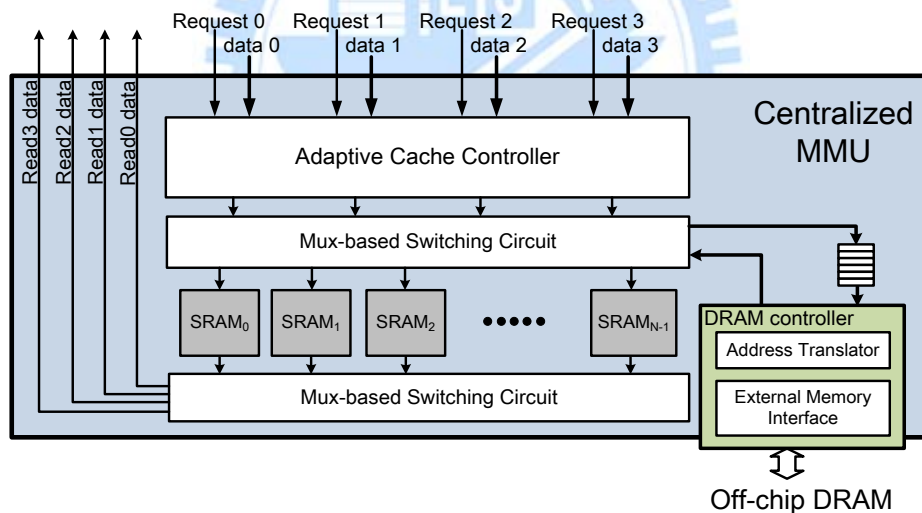 Request 0
data 0
Request 1
data 1
Request 2
data 2
Request 3
data 3
Read3 data
Read2 data
Read1 data
Read0 data
Centralized
MMU
Adaptive Cache Controller
Mux-based Switching Circuit
SRAM0
SRAM1
SRAM2
SRAMN-1
DRAM controller
Address Translator
External Memory
Interface
Mux-based Switching Circuit
Off-chip DRAM